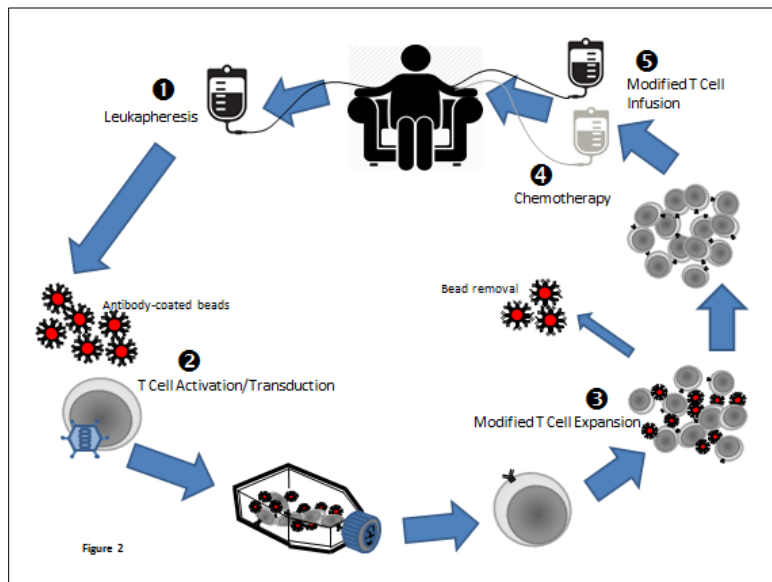 ❶
Leukapheresis
❺
Modified T Cell
Infusion
❹
Chemotherapy
Antibody-coated beads
Bead removal
❷
T Cell Activation/Transduction
❸
Modified T Cell Expansion
Figure 2